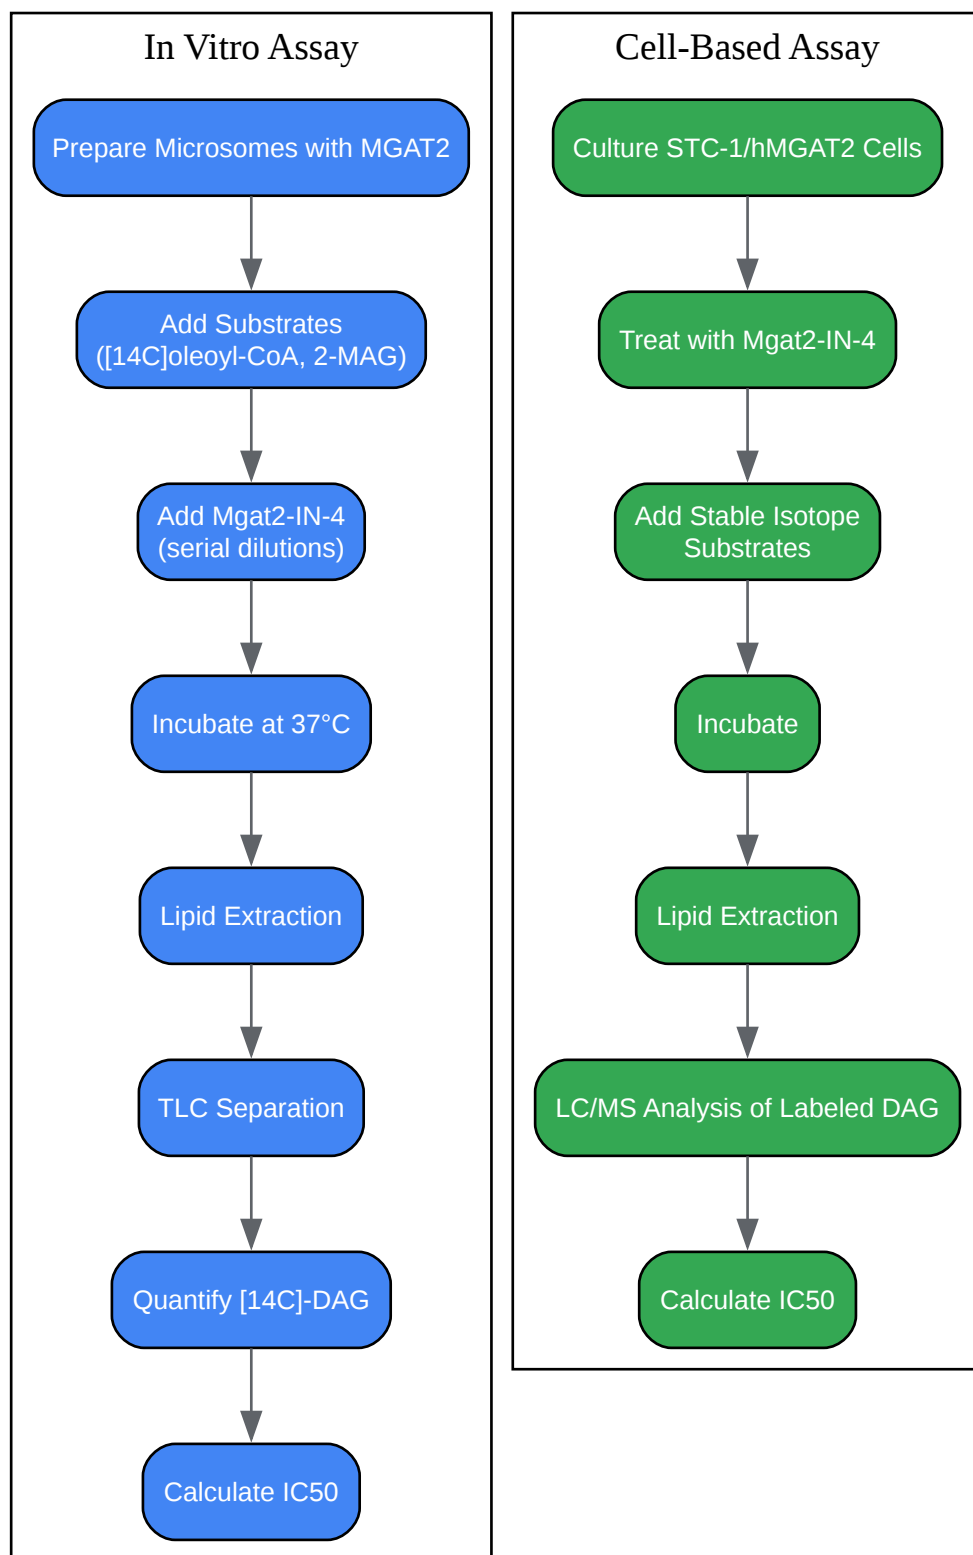 In Vitro Assay
Prepare Microsomes with MGAT2
Add Substrates
([14C]oleoyl-CoA, 2-MAG)
Add Mgat2-IN-4
(serial dilutions)
Incubate at 37°C
Lipid Extraction
TLC Separation
Quantify [14C]-DAG
Calculate IC50
Cell-Based Assay
Culture STC-1/hMGAT2 Cells
Treat with Mgat2-IN-4
Add Stable Isotope
Substrates
Incubate
Lipid Extraction
LC/MS Analysis of Labeled DAG
Calculate IC50